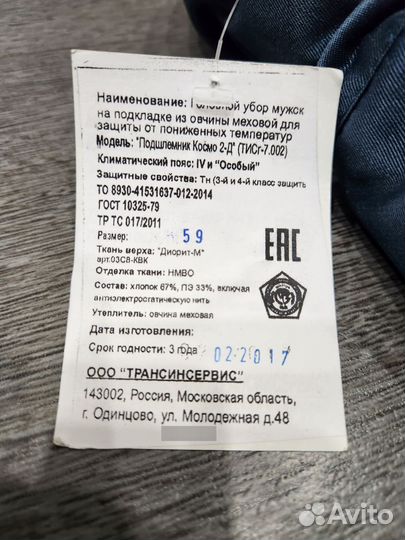 Наименование: Головной убор мужск
на подкладке из овчины меховой для
защиты от пониженных температур
Модель: "Подшлемник Космо 2-Д" (ТИСг-7.002)
Климатический пояс: IV и "Особый"
Защитные свойства: Тн (3-й и 4-й класс защить
ТО 8930-41531637-012-2014
ГОСТ 10325-79
ТР ТС 017/2011
Размер: 59
EAC
Ткань верха: "Диорит-М"
арт.03С8-КВК
Отделка ткани: НМВО
Состав: хлопок 67%, ПЭ 33%, включая
антиэлектростатическую нить
Утеплитель: овчина меховая
Дата изготовления:
Срок годности: 3 года 02.2017
ООО "ТРАНСИНСЕРВИС"
143002, Россия, Московская область,
г. Одинцово, ул. Молодежная д.48
Avito